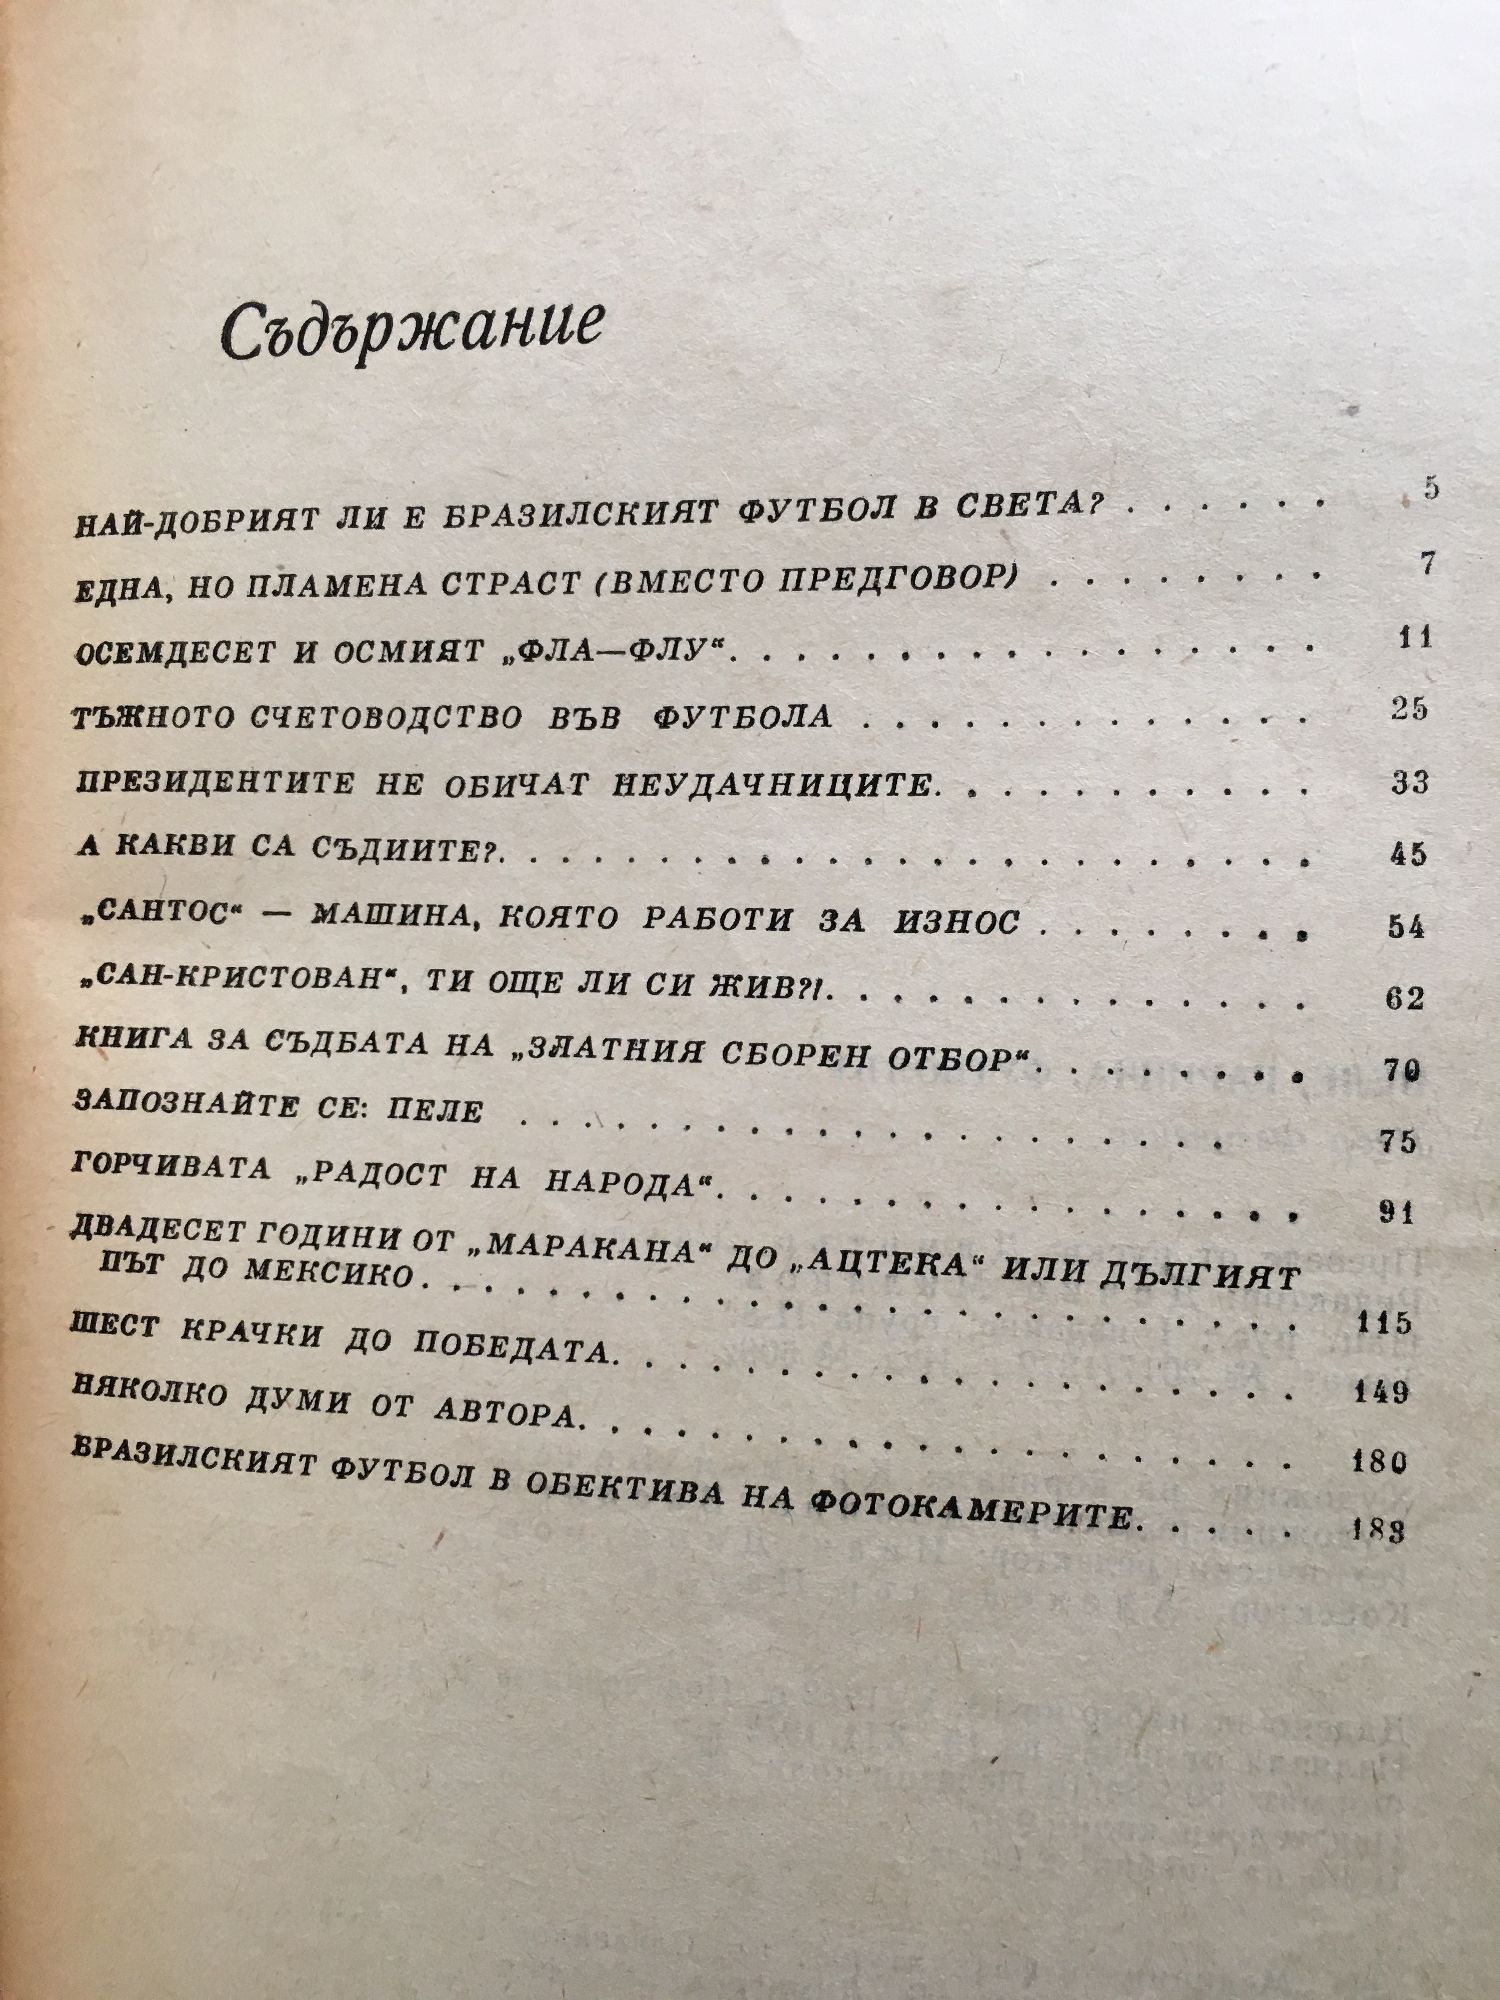 Съдържание
НАЙ-ДОБРИЯТ ЛИ Е БРАЗИЛСКИЯТ ФУТБОЛ В СВЕТА? . . . . . . 5
ЕДНА, НО ПЛАМЕНА СТРАСТ (ВМЕСТО ПРЕДГОВОР) . . . . . . . . 7
ОСЕМДЕСЕТ И ОСМИЯТ „ФЛА—ФЛУ“. . . . . . . . . . . . . . . . . . 11
ТЪЖНОТО СЧЕТОВОДСТВО ВЪВ ФУТБОЛА . . . . . . . . . . . . . . 25
ПРЕЗИДЕНТИТЕ НЕ ОБИЧАТ НЕУДАЧНИЦИТЕ. . . . . . . . . . . . 33
А КАКВИ СА СЪДИИТЕ?. . . . . . . . . . . . . . . . . . . . . . . . . 45
„САНТОС“ — МАШИНА, КОЯТО РАБОТИ ЗА ИЗНОС . . . . . . . . . 54
„САН-КРИСТОВАН“, ТИ ОЩЕ ЛИ СИ ЖИВ?!. . . . . . . . . . . . . . . 62
КНИГА ЗА СЪДБАТА НА „ЗЛАТНИЯ СБОРЕН ОТБОР“. . . . . . . . . 70
ЗАПОЗНАЙТЕ СЕ: ПЕЛЕ . . . . . . . . . . . . . . . . . . . . . . 75
ГОРЧИВАТА „РАДОСТ НА НАРОДА“. . . . . . . . . . . . . . . . . . 91
ДВАДЕСЕТ ГОДИНИ ОТ „МАРАКАНА“ ДО „АЦТЕКА“ ИЛИ ДЪЛГИЯТ
ПЪТ ДО МЕКСИКО. . . . . . . . . . . . . . . . . . . . . . . . . . . 115
ШЕСТ КРАЧКИ ДО ПОБЕДАТА. . . . . . . . . . . . . . . . . . . . . 149
НЯКОЛКО ДУМИ ОТ АВТОРА. . . . . . . . . . . . . . . . . . . . . . 180
БРАЗИЛСКИЯТ ФУТБОЛ В ОБЕКТИВА НА ФОТОКАМЕРИТЕ. . . . . 183